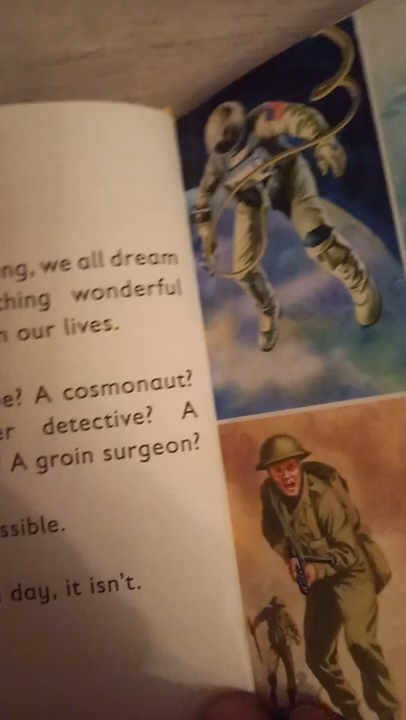 ng, we all dream
thing wonderful
n our lives.
e? A cosmonaut?
er detective? A
A groin surgeon?
ssible.
day, it isn't.